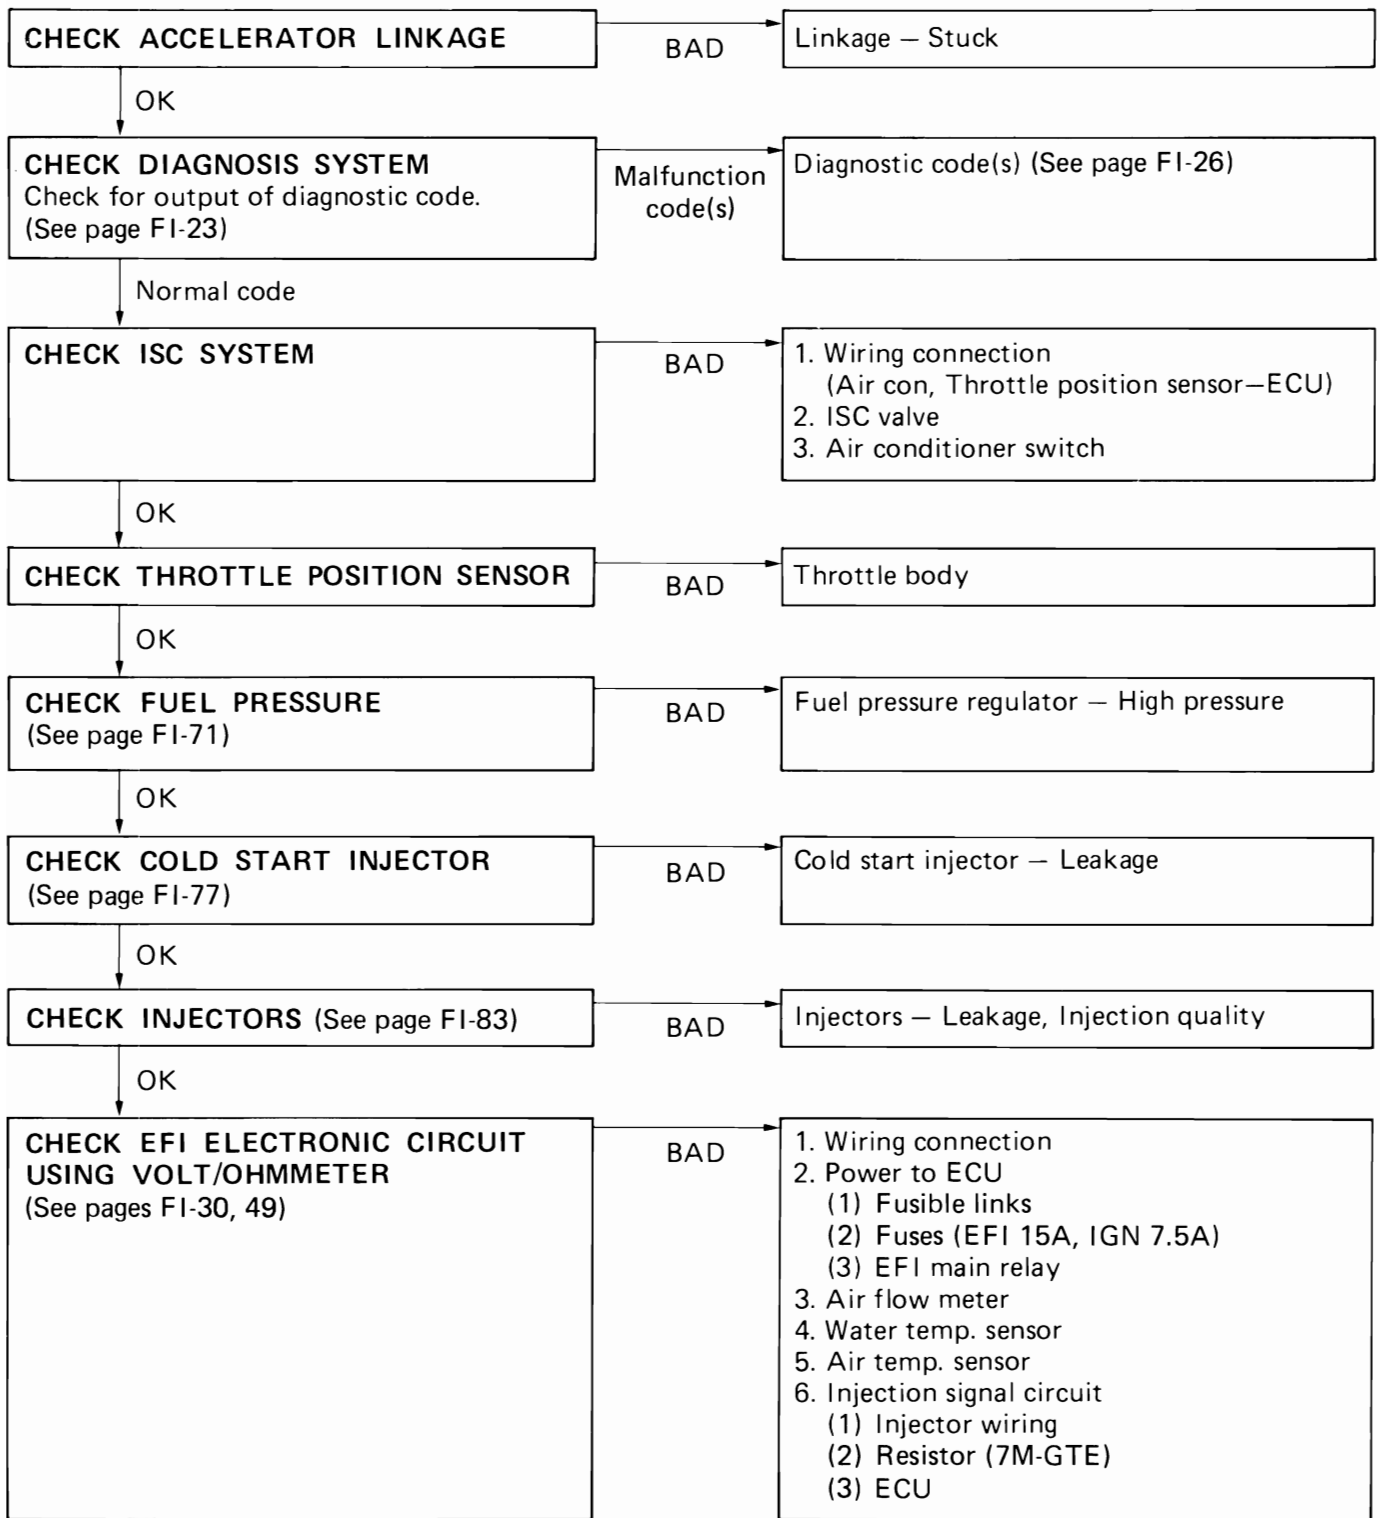 CHECK ACCELERATOR LINKAGE
BAD
Linkage — Stuck
OK
CHECK DIAGNOSIS SYSTEM
Check for output of diagnostic code.
(See page FI-23)
Malfunction
code(s)
Diagnostic code(s) (See page FI-26)
Normal code
CHECK ISC SYSTEM
BAD
1. Wiring connection
(Air con, Throttle position sensor—ECU)
2. ISC valve
3. Air conditioner switch
OK
CHECK THROTTLE POSITION SENSOR
BAD
Throttle body
OK
CHECK FUEL PRESSURE
(See page FI-71)
BAD
Fuel pressure regulator — High pressure
OK
CHECK COLD START INJECTOR
(See page FI-77)
BAD
Cold start injector — Leakage
OK
CHECK INJECTORS (See page FI-83)
BAD
Injectors — Leakage, Injection quality
OK
CHECK EFI ELECTRONIC CIRCUIT
USING VOLT/OHMMETER
(See pages FI-30, 49)
BAD
1. Wiring connection
2. Power to ECU
(1) Fusible links
(2) Fuses (EFI 15A, IGN 7.5A)
(3) EFI main relay
3. Air flow meter
4. Water temp. sensor
5. Air temp. sensor
6. Injection signal circuit
(1) Injector wiring
(2) Resistor (7M-GTE)
(3) ECU